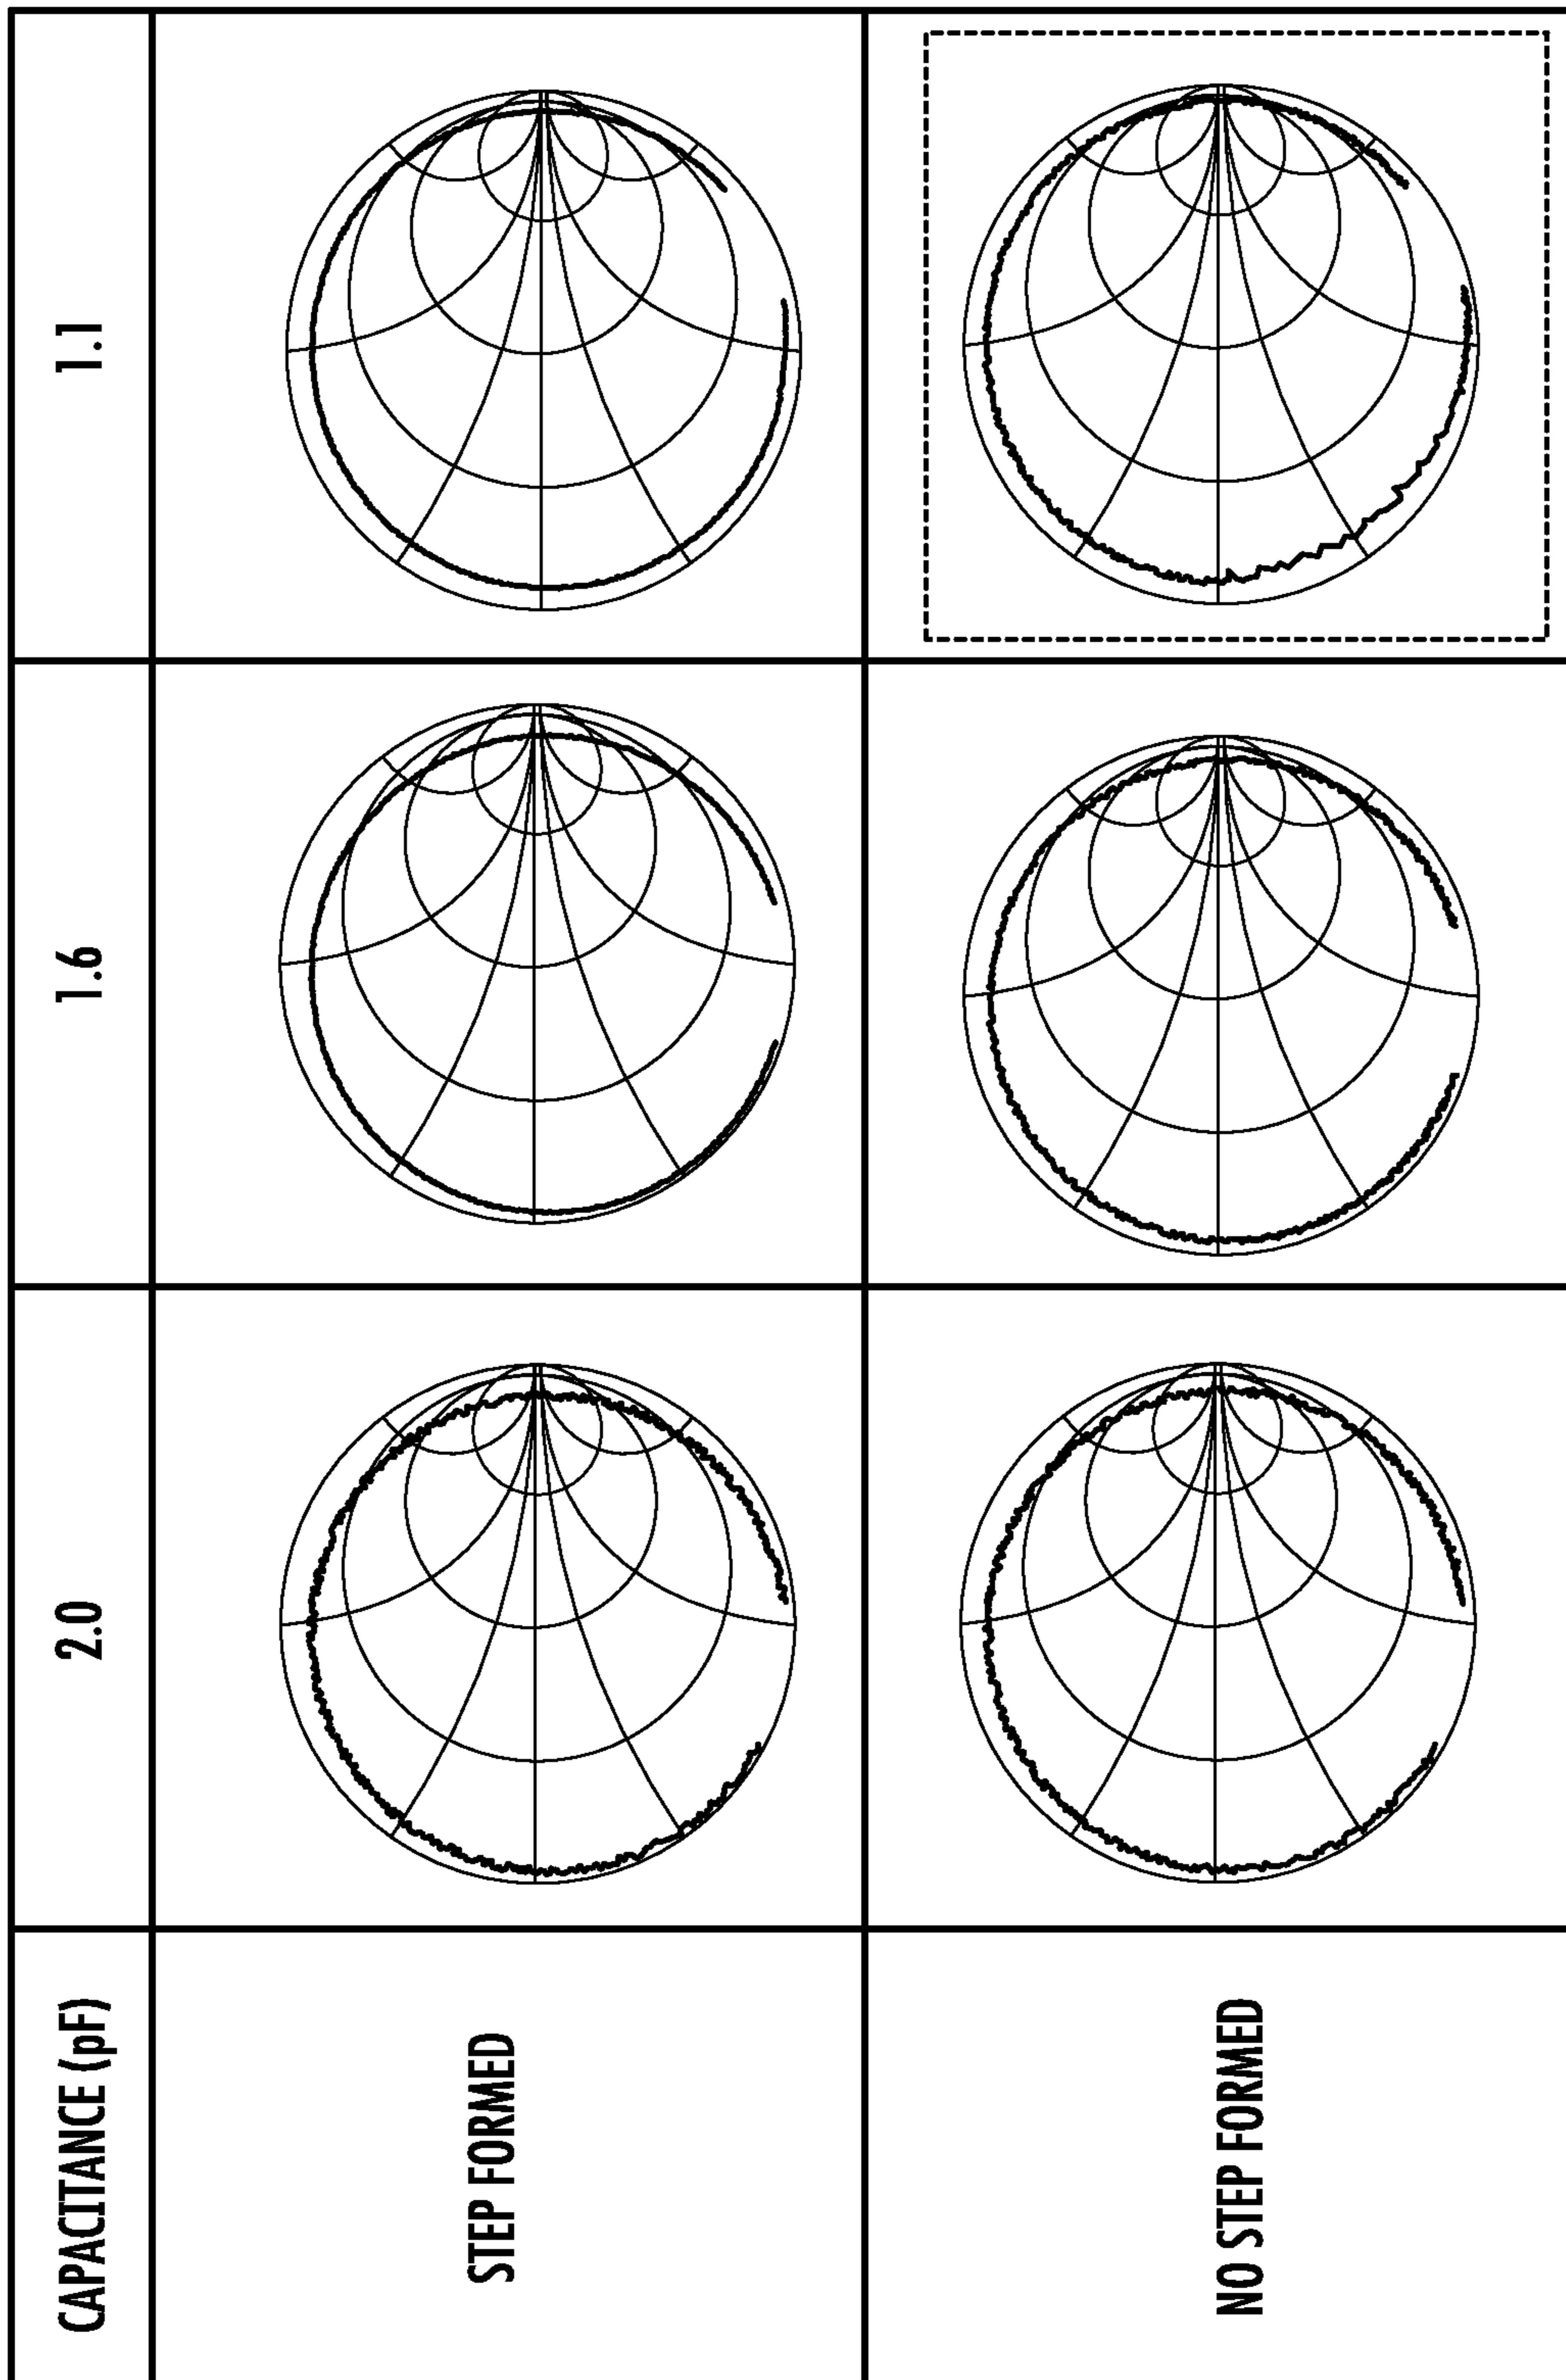 CAPACITANCE (pF)
2.0
1.6
1.1
STEP FORMED
NO STEP FORMED